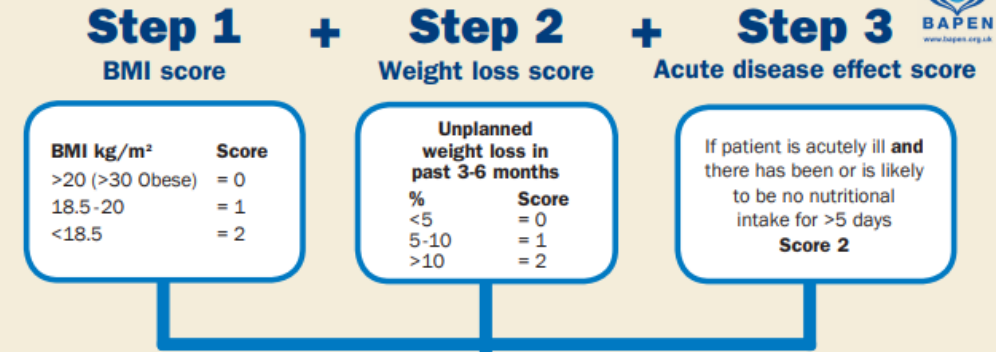 Step 1 + Step 2 + Step 3
BAPEN
www.bapen.org.uk
BMI score
Weight loss score
Acute disease effect score
BMI kg/m² Score
>20 (>30 Obese) = 0
18.5-20 = 1
<18.5 = 2
Unplanned
weight loss in
past 3-6 months
% Score
<5 = 0
5-10 = 1
>10 = 2
If patient is acutely ill and
there has been or is likely
to be no nutritional
intake for >5 days
Score 2